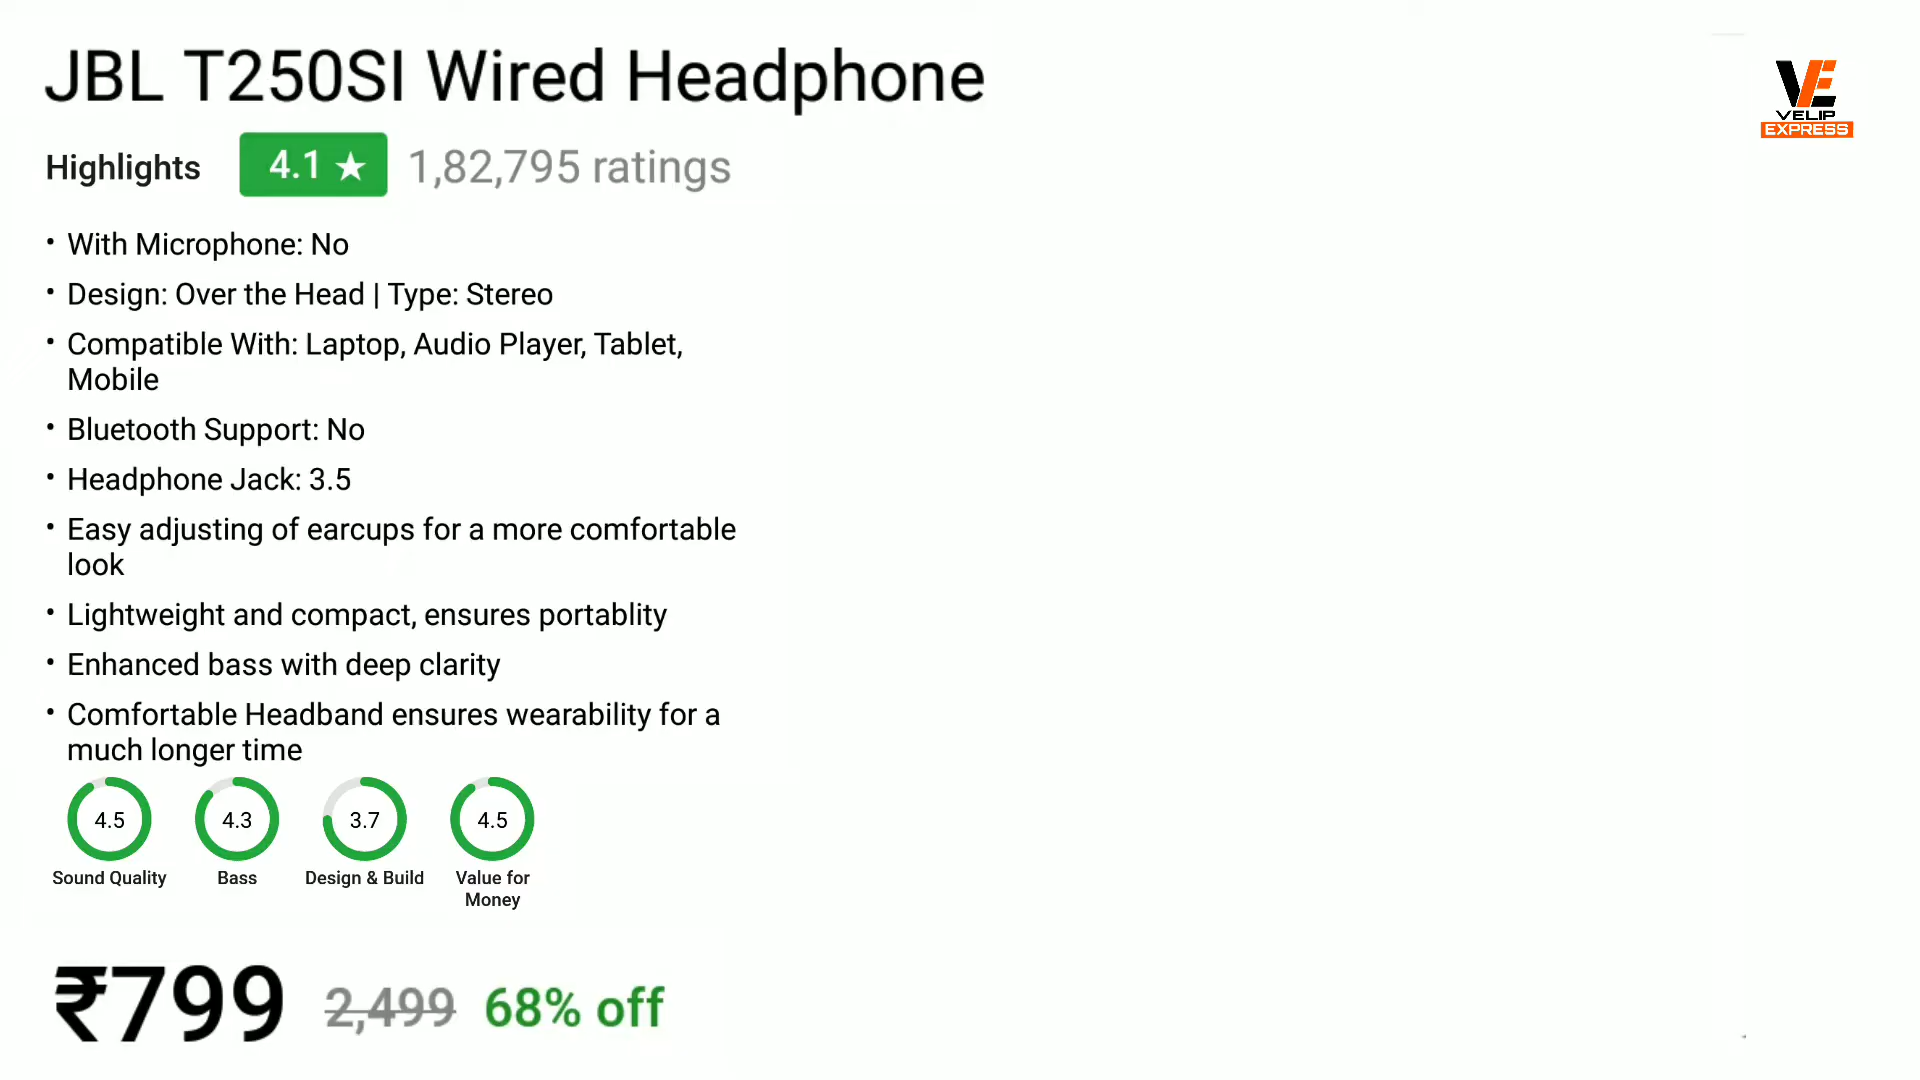 JBL T250SI Wired Headphone
VELIP
EXPRESS
Highlights 4.1 ★ 1,82,795 ratings
• With Microphone: No
• Design: Over the Head | Type: Stereo
• Compatible With: Laptop, Audio Player, Tablet,
Mobile
• Bluetooth Support: No
• Headphone Jack: 3.5
• Easy adjusting of earcups for a more comfortable
look
• Lightweight and compact, ensures portablity
• Enhanced bass with deep clarity
• Comfortable Headband ensures wearability for a
much longer time
4.5 4.3 3.7 4.5
Sound Quality Bass Design & Build Value for
Money
₹799 2,499 68% off